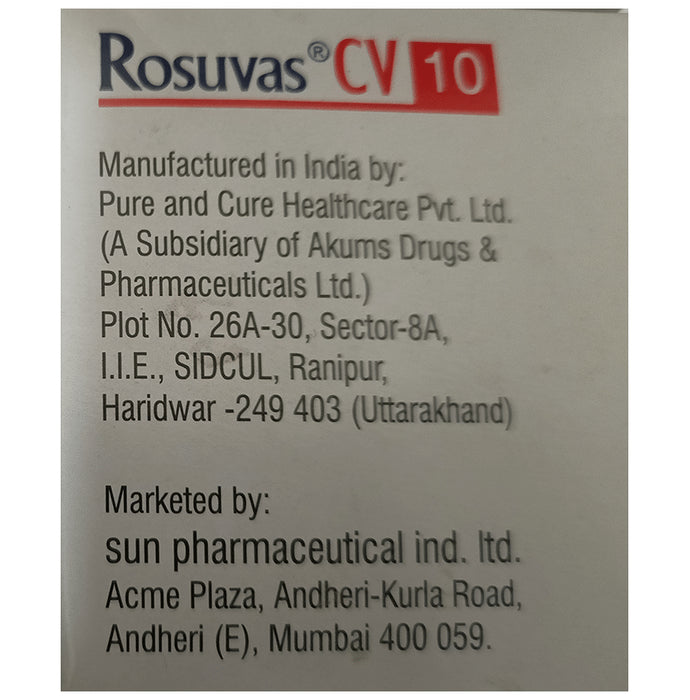 Rosuvas® CV 10
Manufactured in India by:
Pure and Cure Healthcare Pvt. Ltd.
(A Subsidiary of Akums Drugs &
Pharmaceuticals Ltd.)
Plot No. 26A-30, Sector-8A,
I.I.E., SIDCUL, Ranipur,
Haridwar -249 403 (Uttarakhand)
Marketed by:
sun pharmaceutical ind. ltd.
Acme Plaza, Andheri-Kurla Road,
Andheri (E), Mumbai 400 059.